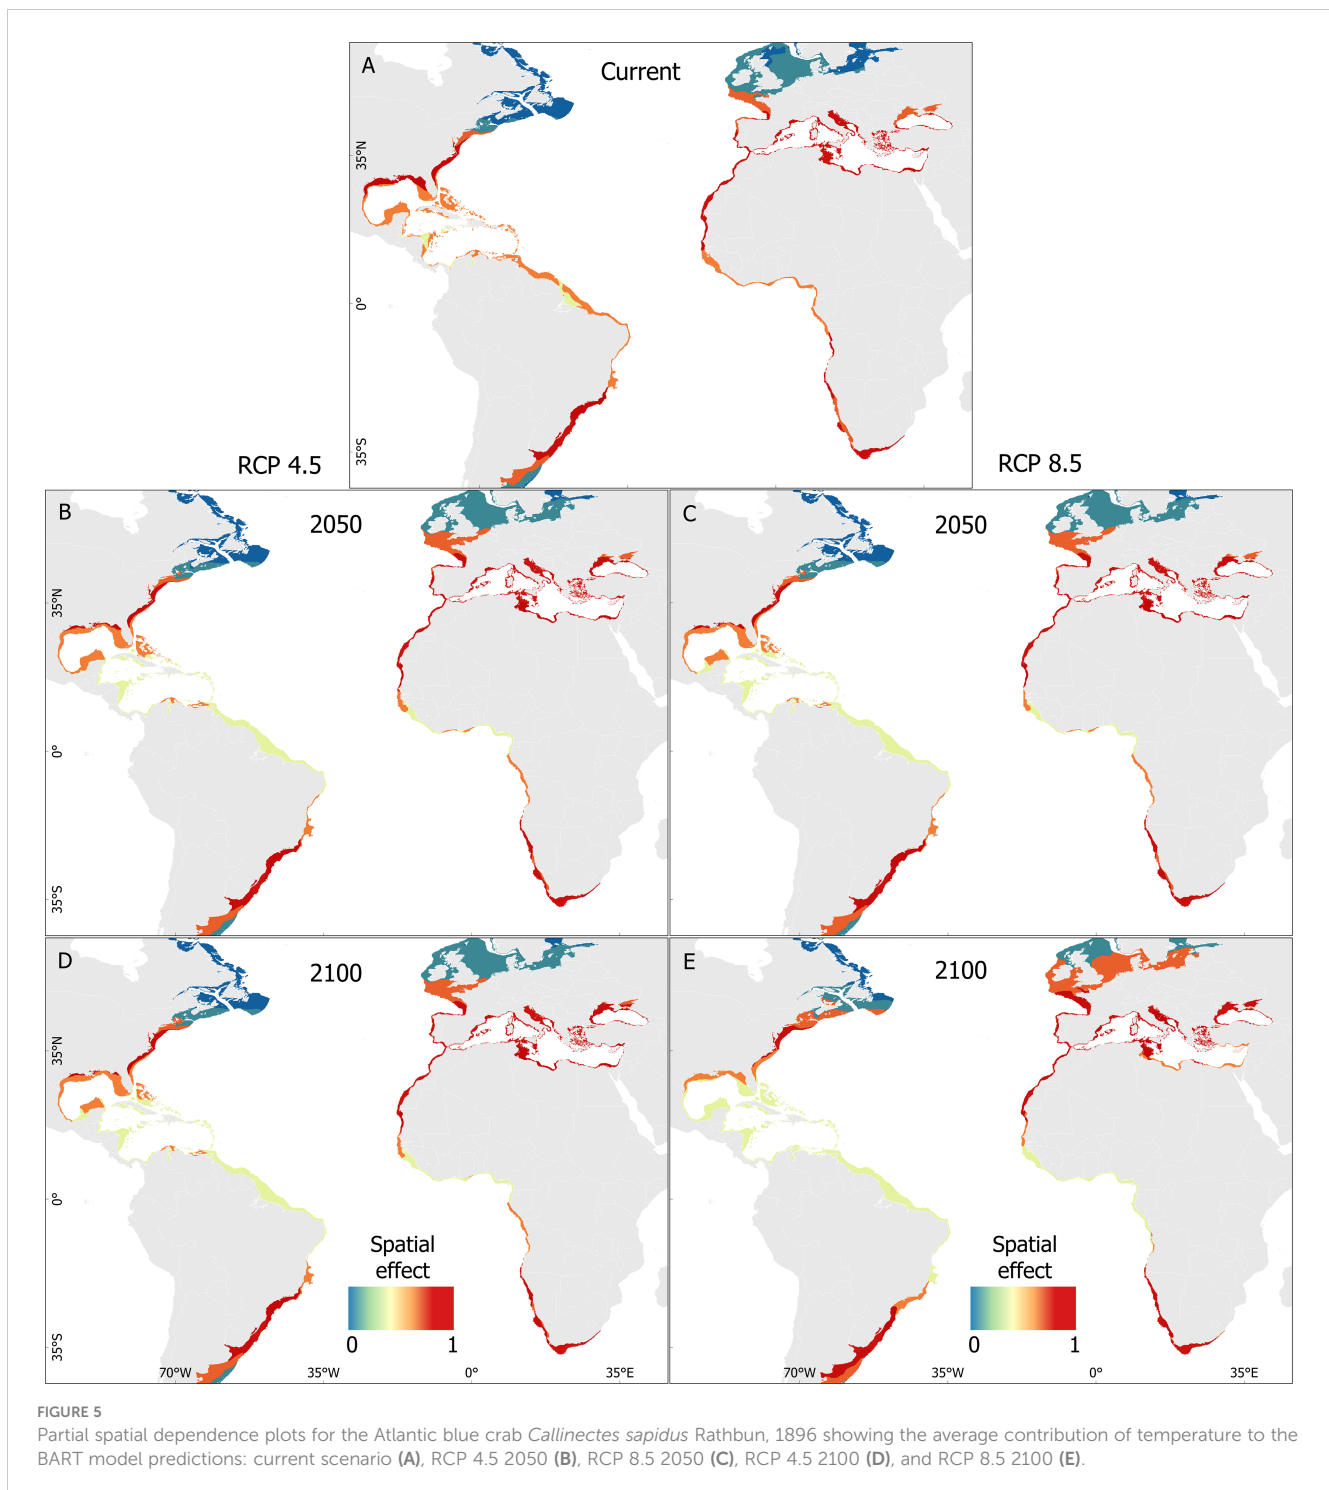 A
Current
35°N
0°
35°S
RCP 4.5
RCP 8.5
B
2050
35°N
0°
35°S
C
2050
D
2100
35°N
0°
35°S
Spatial
effect
0 1
70°W 35°W 0° 35°E
E
2100
Spatial
effect
0 1
70°W 35°W 0° 35°E
FIGURE 5
Partial spatial dependence plots for the Atlantic blue crab Callinectes sapidus Rathbun, 1896 showing the average contribution of temperature to the
BART model predictions: current scenario (A), RCP 4.5 2050 (B), RCP 8.5 2050 (C), RCP 4.5 2100 (D), and RCP 8.5 2100 (E).